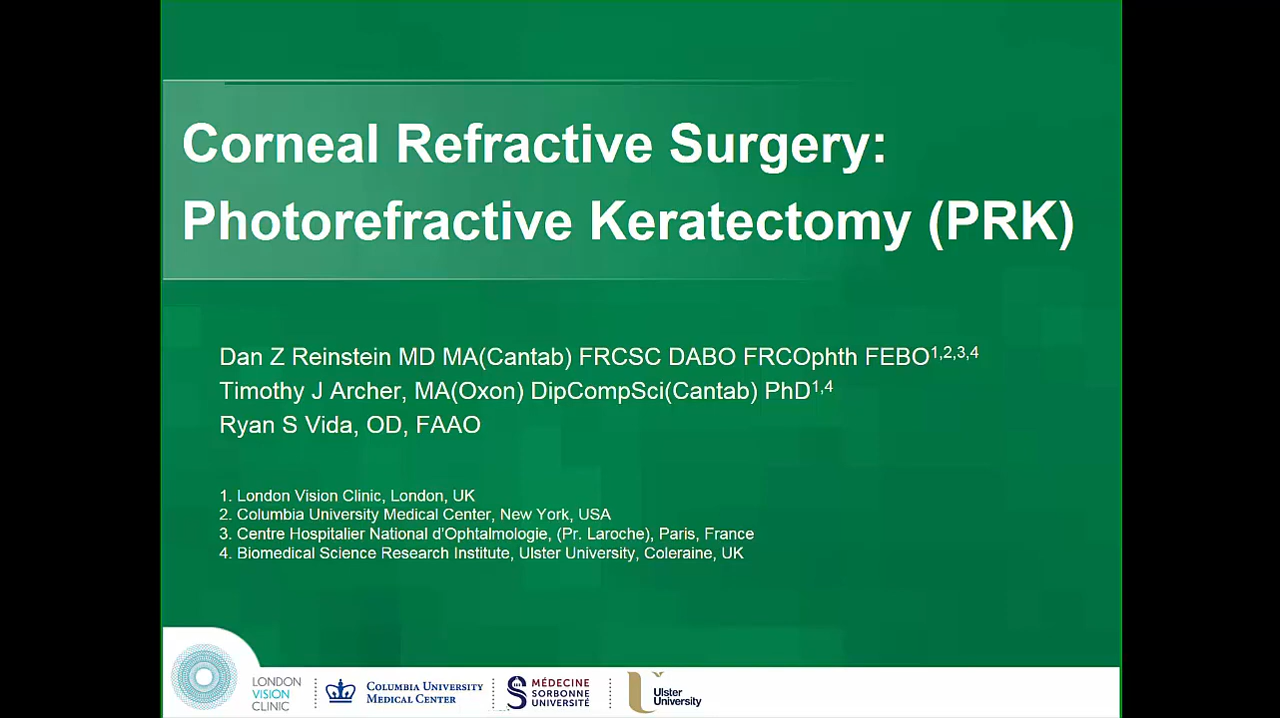 Corneal Refractive Surgery:
Photorefractive Keratectomy (PRK)
Dan Z Reinstein MD MA(Cantab) FRCSC DABO FRCOphth FEBO1,2,3,4
Timothy J Archer, MA(Oxon) DipCompSci(Cantab) PhD1,4
Ryan S Vida, OD, FAAO
1. London Vision Clinic, London, UK
2. Columbia University Medical Center, New York, USA
3. Centre Hospitalier National d'Ophtalmologie, (Pr. Laroche), Paris, France
4. Biomedical Science Research Institute, Ulster University, Coleraine, UK
LONDON
VISION
CLINIC
COLUMBIA UNIVERSITY
MEDICAL CENTER
MÉDECINE
SORBONNE
UNIVERSITÉ
Ulster
University